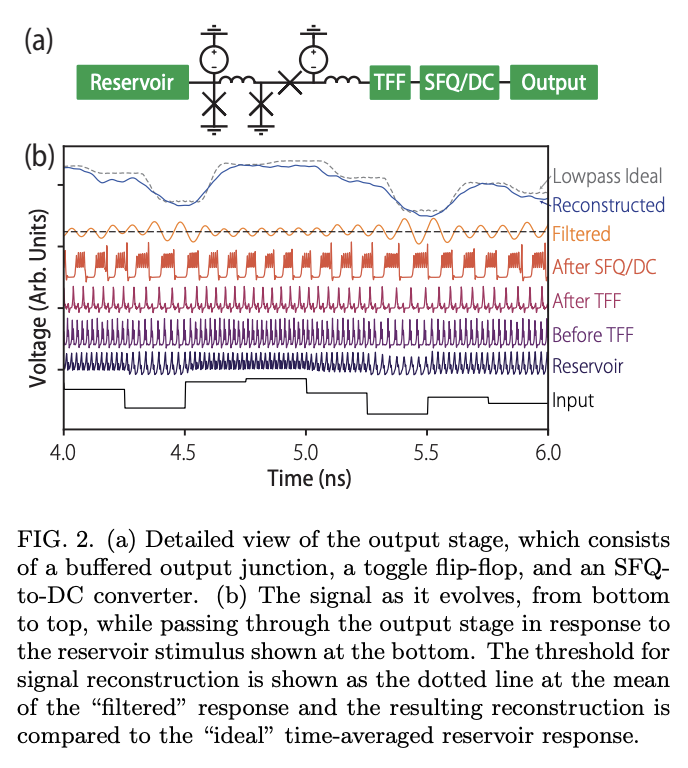 (a)
Reservoir
TFF
SFQ/DC
Output
(b)
Voltage (Arb. Units)
Lowpass Ideal
Reconstructed
Filtered
After SFQ/DC
After TFF
Before TFF
Reservoir
Input
4.0 4.5 5.0 5.5 6.0
Time (ns)
FIG. 2. (a) Detailed view of the output stage, which consists
of a buffered output junction, a toggle flip-flop, and an SFQ-
to-DC converter. (b) The signal as it evolves, from bottom
to top, while passing through the output stage in response to
the reservoir stimulus shown at the bottom. The threshold for
signal reconstruction is shown as the dotted line at the mean
of the “filtered” response and the resulting reconstruction is
compared to the “ideal” time-averaged reservoir response.